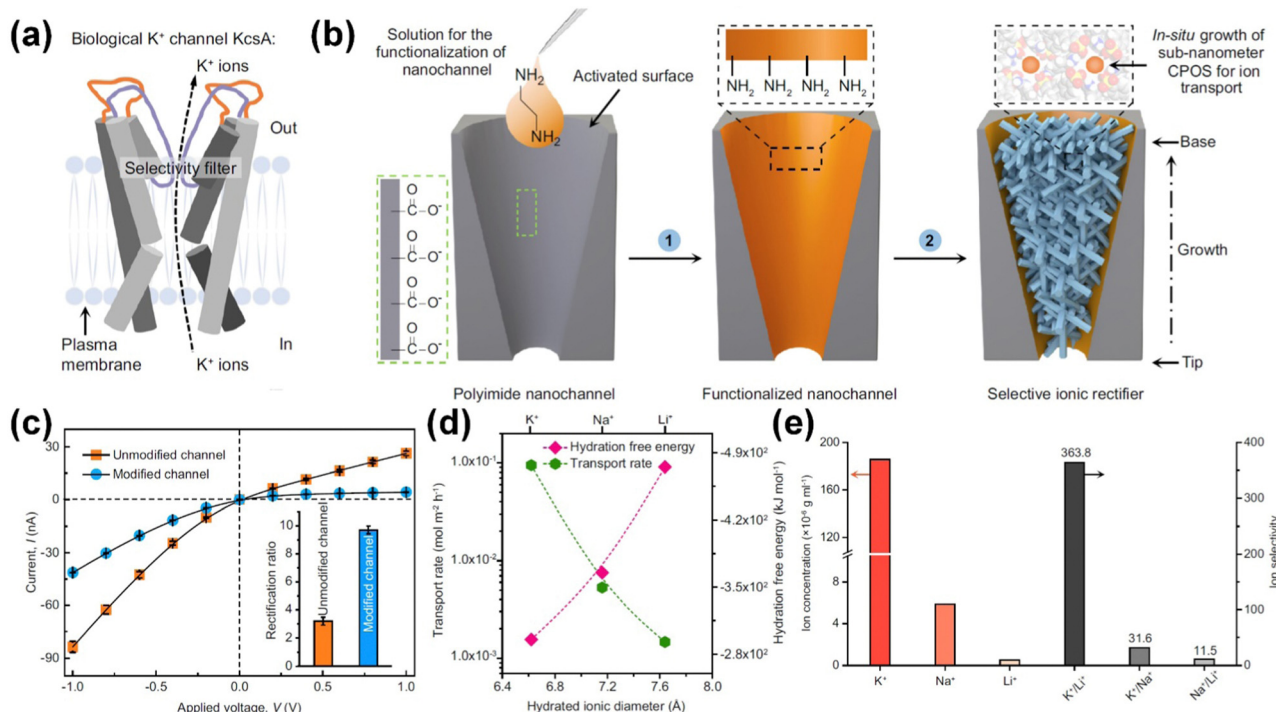 (a)
Biological K⁺ channel KcsA:
K⁺ ions
Out
Selectivity filter
Plasma
membrane
In
K⁺ ions
(b)
Solution for the
functionalization of
nanochannel
Activated surface
NH₂
NH₂
O
C O⁻
O
C O⁻
O
C O⁻
O
C O⁻
Polyimide nanochannel
1
NH₂ NH₂ NH₂ NH₂
Functionalized nanochannel
2
In-situ growth of
sub-nanometer
CPOS for ion
transport
Base
Growth
Tip
Selective ionic rectifier
(c)
Unmodified channel
Modified channel
Current, I (nA)
30
0
-30
-60
-90
-1.0 -0.5 0.0 0.5 1.0
Applied voltage, V (V)
Rectification ratio
10
8
6
4
2
0
Unmodified channel
Modified channel
(d)
K⁺ Na⁺ Li⁺
Hydration free energy
Transport rate
Transport rate (mol m⁻² h⁻¹)
1.0x10⁻¹
1.0x10⁻²
1.0x10⁻³
6.4 6.8 7.2 7.6 8.0
Hydrated ionic diameter (Å)
-4.9x10²
-4.2x10²
-3.5x10²
-2.8x10²
Hydration free energy (kJ mol⁻¹)
(e)
Ion concentration (×10⁻⁶ g ml⁻¹)
200
160
120
8
4
0
363.8
31.6
11.5
K⁺ Na⁺ Li⁺ K⁺/Li⁺ K⁺/Na⁺ Na⁺/Li⁺
400
300
200
100
0
Ion selectivity